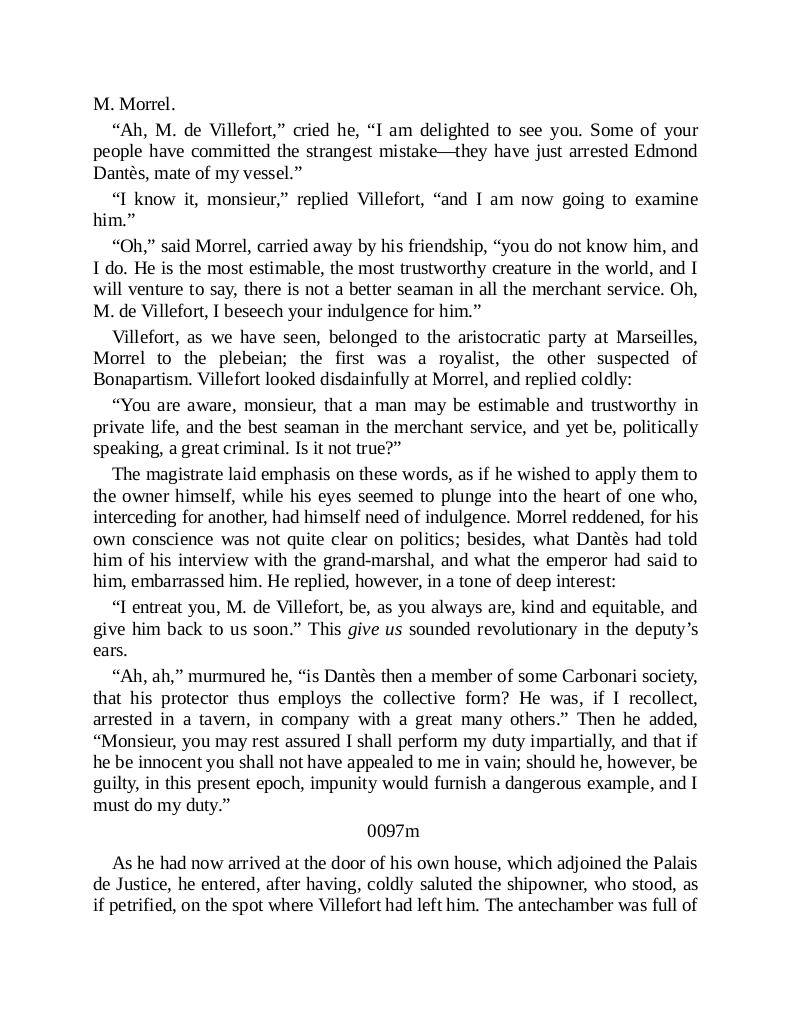 M. Morrel.
“Ah, M. de Villefort,” cried he, “I am delighted to see you. Some of your
people have committed the strangest mistake—they have just arrested Edmond
Dantès, mate of my vessel.”
“I know it, monsieur,” replied Villefort, “and I am now going to examine
him.”
“Oh,” said Morrel, carried away by his friendship, “you do not know him, and
I do. He is the most estimable, the most trustworthy creature in the world, and I
will venture to say, there is not a better seaman in all the merchant service. Oh,
M. de Villefort, I beseech your indulgence for him.”
Villefort, as we have seen, belonged to the aristocratic party at Marseilles,
Morrel to the plebeian; the first was a royalist, the other suspected of
Bonapartism. Villefort looked disdainfully at Morrel, and replied coldly:
“You are aware, monsieur, that a man may be estimable and trustworthy in
private life, and the best seaman in the merchant service, and yet be, politically
speaking, a great criminal. Is it not true?”
The magistrate laid emphasis on these words, as if he wished to apply them to
the owner himself, while his eyes seemed to plunge into the heart of one who,
interceding for another, had himself need of indulgence. Morrel reddened, for his
own conscience was not quite clear on politics; besides, what Dantès had told
him of his interview with the grand-marshal, and what the emperor had said to
him, embarrassed him. He replied, however, in a tone of deep interest:
“I entreat you, M. de Villefort, be, as you always are, kind and equitable, and
give him back to us soon.” This give us sounded revolutionary in the deputy’s
ears.
“Ah, ah,” murmured he, “is Dantès then a member of some Carbonari society,
that his protector thus employs the collective form? He was, if I recollect,
arrested in a tavern, in company with a great many others.” Then he added,
“Monsieur, you may rest assured I shall perform my duty impartially, and that if
he be innocent you shall not have appealed to me in vain; should he, however, be
guilty, in this present epoch, impunity would furnish a dangerous example, and I
must do my duty.”
0097m
As he had now arrived at the door of his own house, which adjoined the Palais
de Justice, he entered, after having, coldly saluted the shipowner, who stood, as
if petrified, on the spot where Villefort had left him. The antechamber was full of